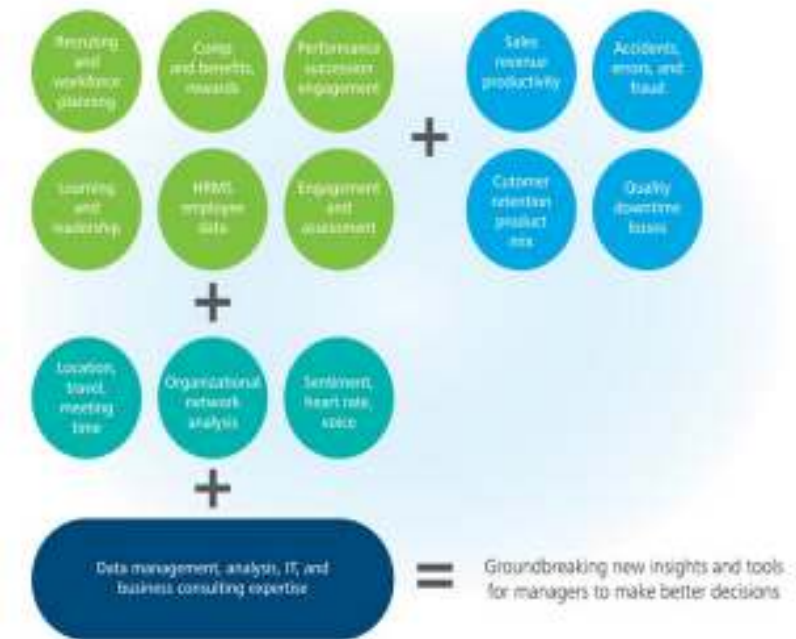 Recruiting
and
workforce
planning
Comp
and benefits,
rewards
Performance
succession
engagement
Sales
revenue
productivity
Accidents,
errors, and
fraud
+
Learning
and
leadership
HRMS
employee
data
Engagement
and
assessment
Cutomer
retention
product
mix
Quality
downtime
losses
+
Location,
travel,
meeting
time
Organizational
network
analysis
Sentiment,
heart rate,
voice
+
Data management, analysis, IT, and
business consulting expertise
=
Groundbreaking new insights and tools
for managers to make better decisions